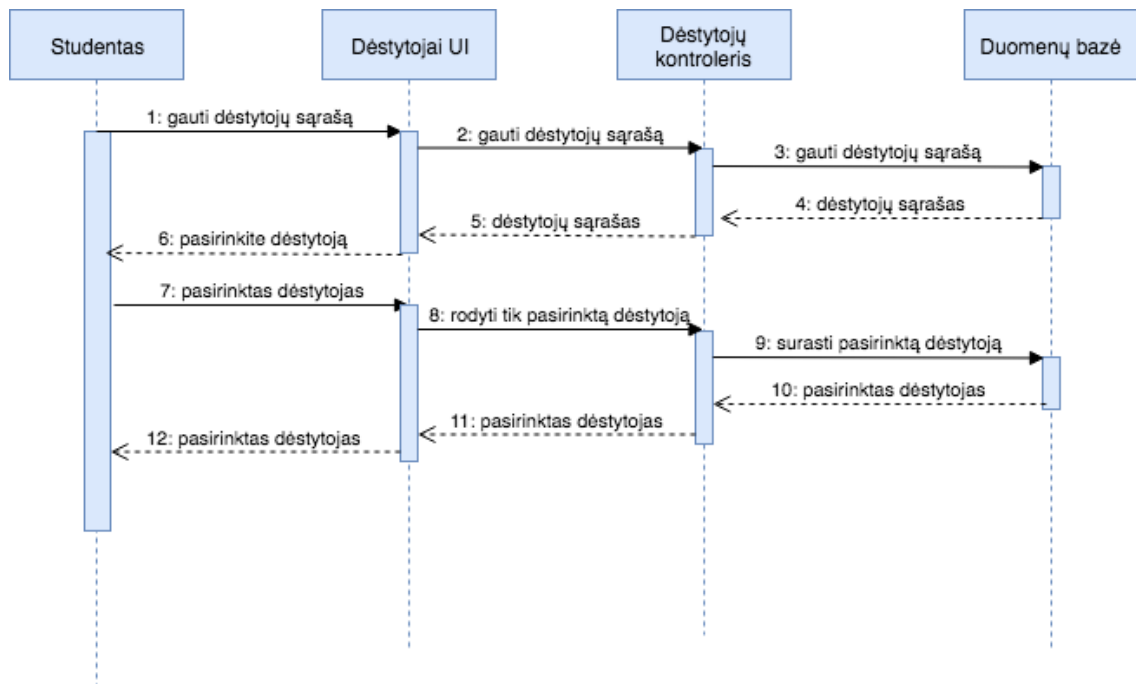 Studentas
Dėstytojai UI
Dėstytojų
kontroleris
Duomenų bazė
1: gauti dėstytojų sąrašą
2: gauti dėstytojų sąrašą
3: gauti dėstytojų sąrašą
4: dėstytojų sąrašas
5: dėstytojų sąrašas
6: pasirinkite dėstytoją
7: pasirinktas dėstytojas
8: rodyti tik pasirinktą dėstytoją
9: surasti pasirinktą dėstytoją
10: pasirinktas dėstytojas
11: pasirinktas dėstytojas
12: pasirinktas dėstytojas